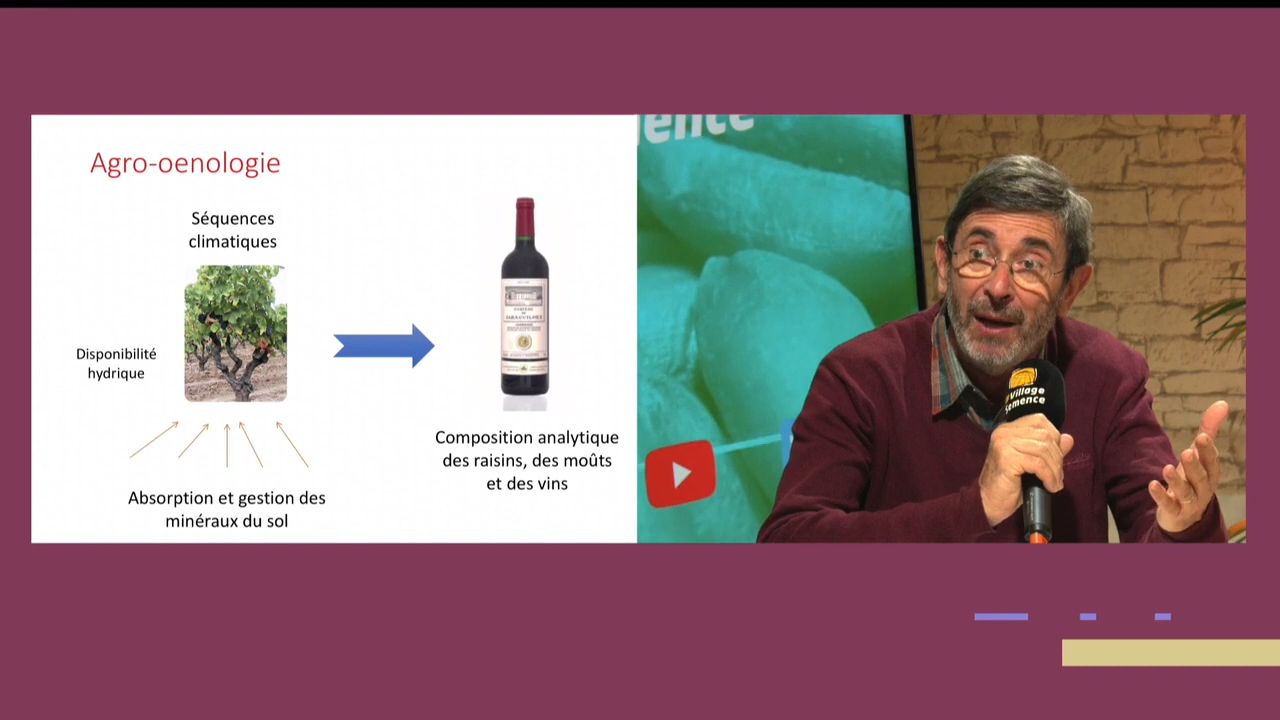 Agro-oenologie
Séquences
climatiques
Disponibilité
hydrique
Absorption et gestion des
minéraux du sol
Composition analytique
des raisins, des moûts
et des vins
ence
Village
Semence